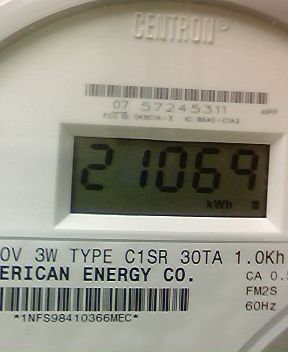 CENTRON®
07 57245311 HPP
21069
kWh
0V 3W TYPE C1SR 30TA 1.0Kh
ERICAN ENERGY CO.
CA 0.5
FM2S
60Hz
*1NFS98410366MEC*